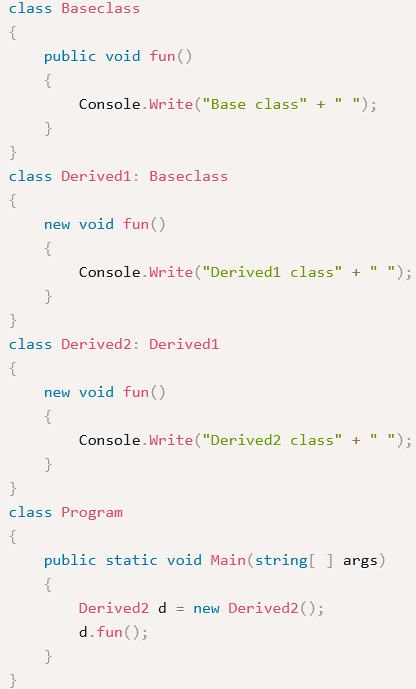 class Baseclass
{
    public void fun()
    {
        Console.Write("Base class" + " ");
    }
}
class Derived1: Baseclass
{
    new void fun()
    {
        Console.Write("Derived1 class" + " ");
    }
}
class Derived2: Derived1
{
    new void fun()
    {
        Console.Write("Derived2 class" + " ");
    }
}
class Program
{
    public static void Main(string[ ] args)
    {
        Derived2 d = new Derived2();
        d.fun();
    }
}